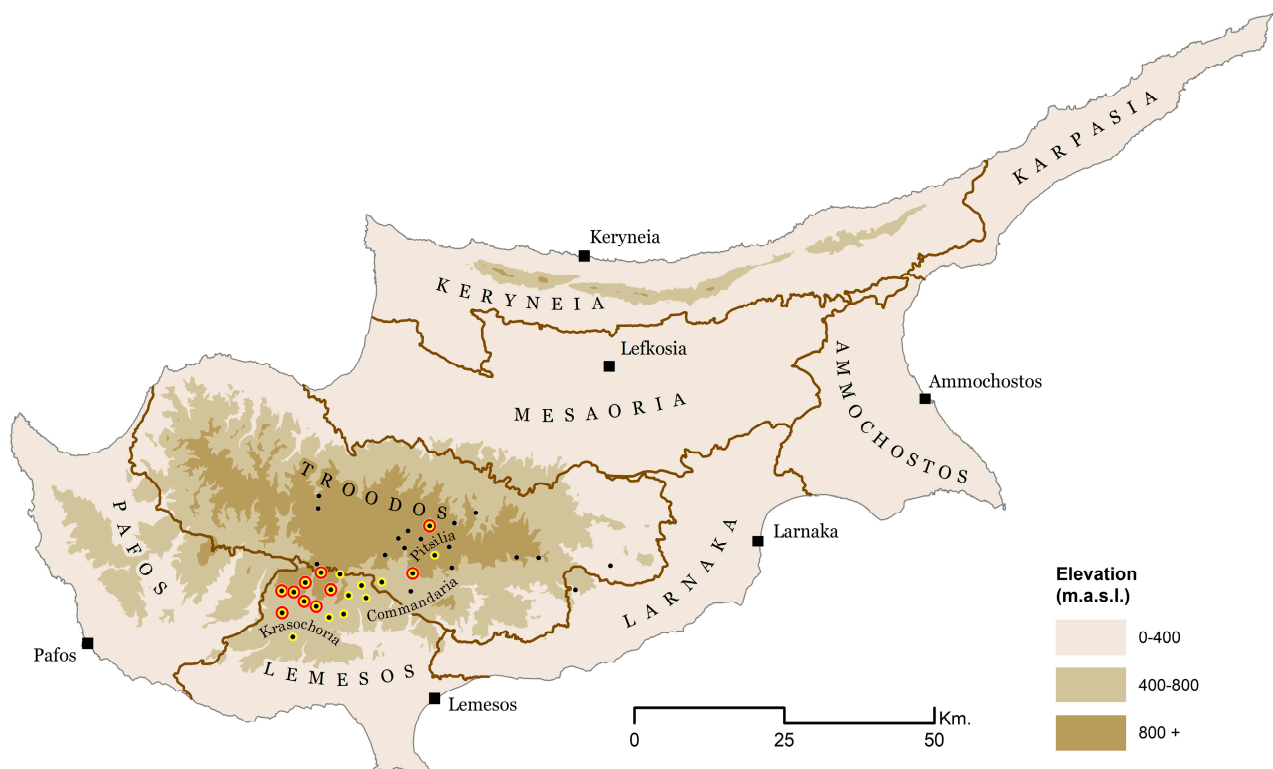 KARPASIA
Keryneia
KERYNEIA
Lefkosia
Ammochostos
MESAORIA
AMMOCHOSTOS
TROODOS
PAFOS
Pitsilia
Larnaka
LARNAKA
Commandaria
Krasochoria
Pafos
LEMESOS
Lemesos
Elevation
(m.a.s.l.)
0-400
400-800
800 +
Km.
0 25 50